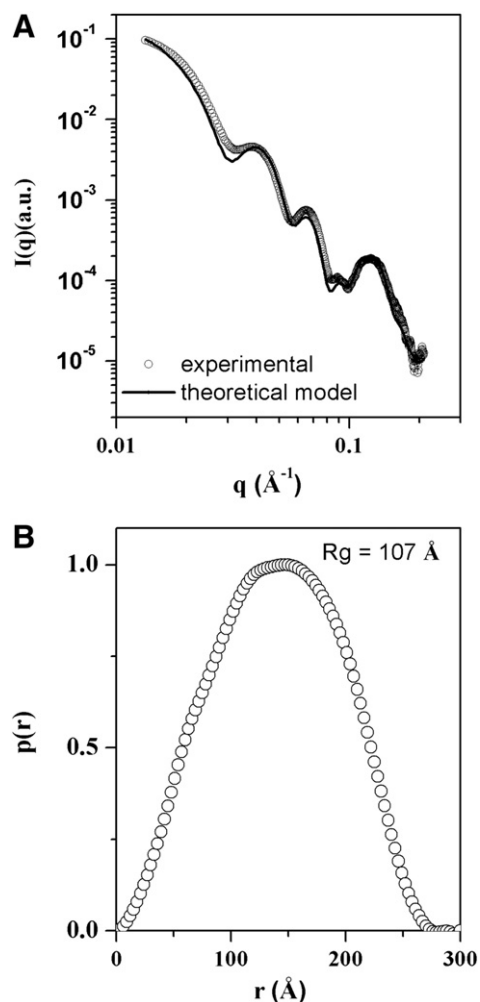 A
10⁻¹
10⁻²
10⁻³
10⁻⁴
10⁻⁵
I(q)(a.u.)
experimental
theoretical model
0.01
0.1
q (Å⁻¹)
B
Rg = 107 Å
1.0
0.5
0.0
p(r)
0
100
200
300
r (Å)